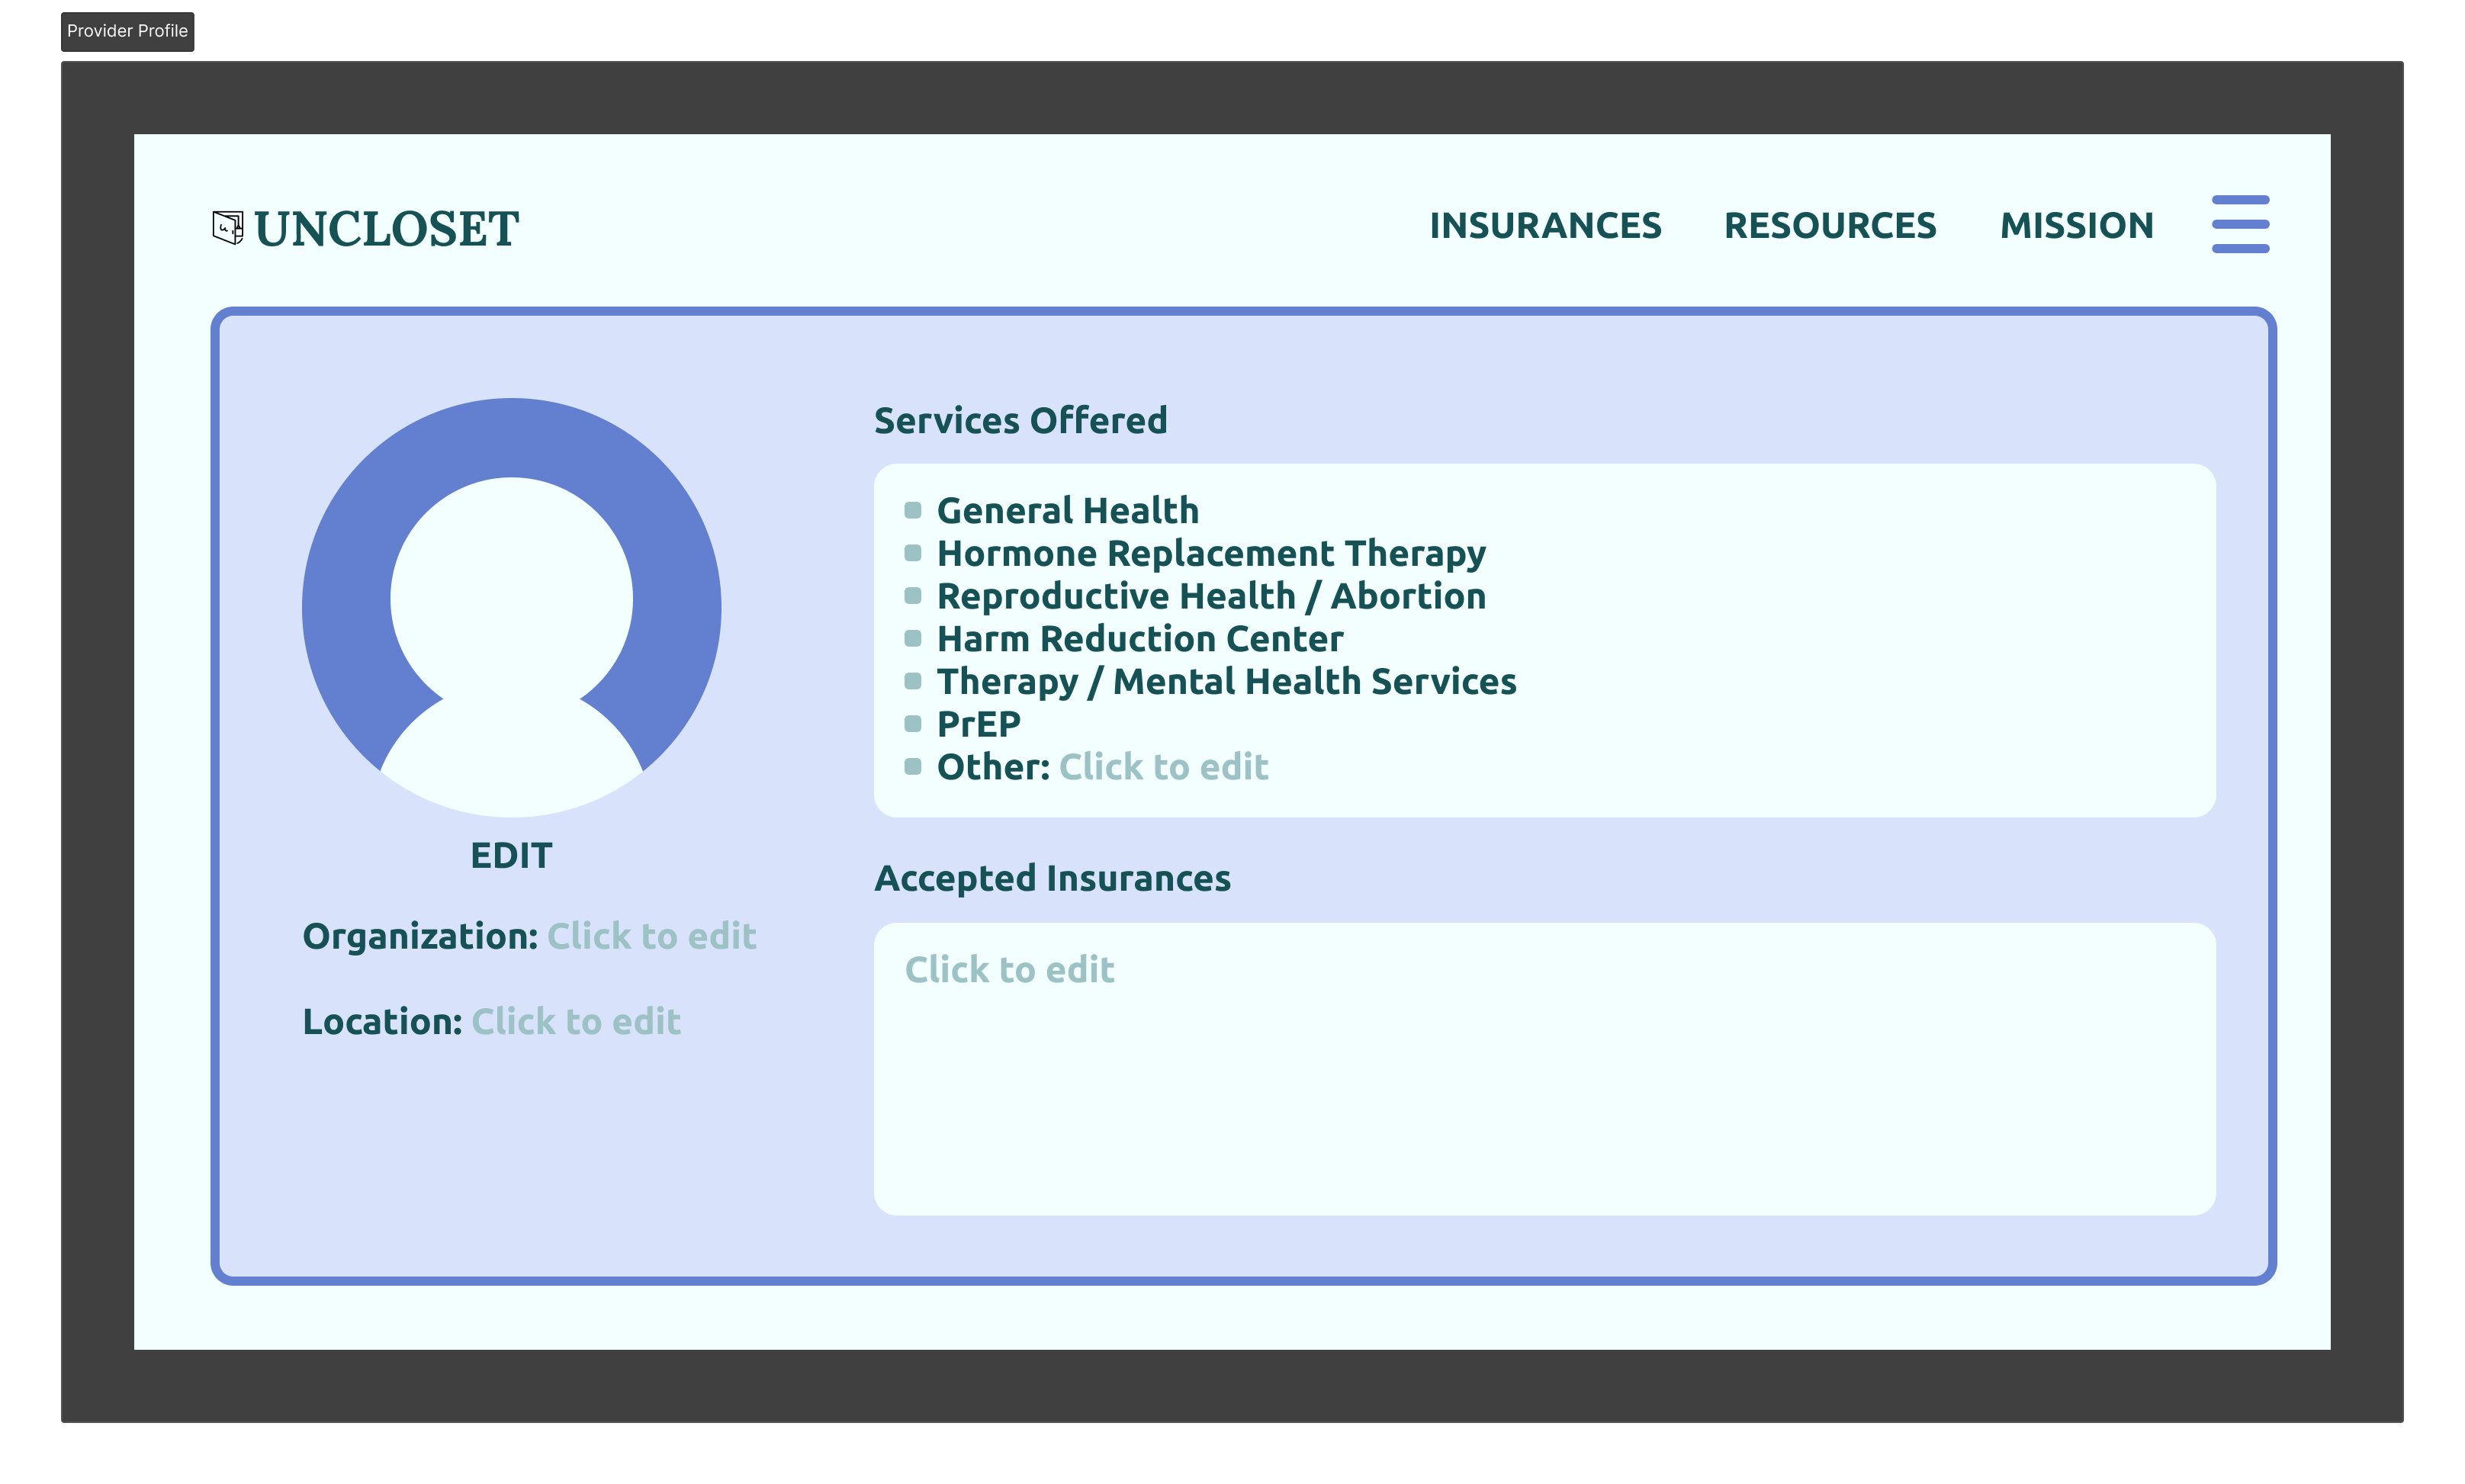 Provider Profile
UNCLOSET
INSURANCES RESOURCES MISSION
EDIT
Organization: Click to edit
Location: Click to edit
Services Offered
General Health
Hormone Replacement Therapy
Reproductive Health / Abortion
Harm Reduction Center
Therapy / Mental Health Services
PrEP
Other: Click to edit
Accepted Insurances
Click to edit